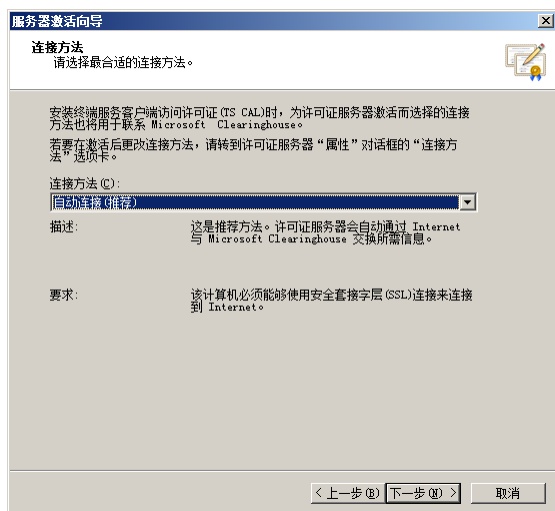 服务器激活向导
连接方法
请选择最合适的连接方法。
安装终端服务客户端访问许可证(TS CAL)时，为许可证服务器激活而选择的连接
方法也将用于联系 Microsoft Clearinghouse。
若要在激活后更改连接方法，请转到许可证服务器“属性”对话框的“连接方
法”选项卡。
连接方法(C):
自动连接(推荐)
描述:
这是推荐方法。许可证服务器会自动通过 Internet
与 Microsoft Clearinghouse 交换所需信息。
要求:
该计算机必须能够使用安全套接字层(SSL)连接来连接
到 Internet。
< 上一步(B) 下一步(N) > 取消